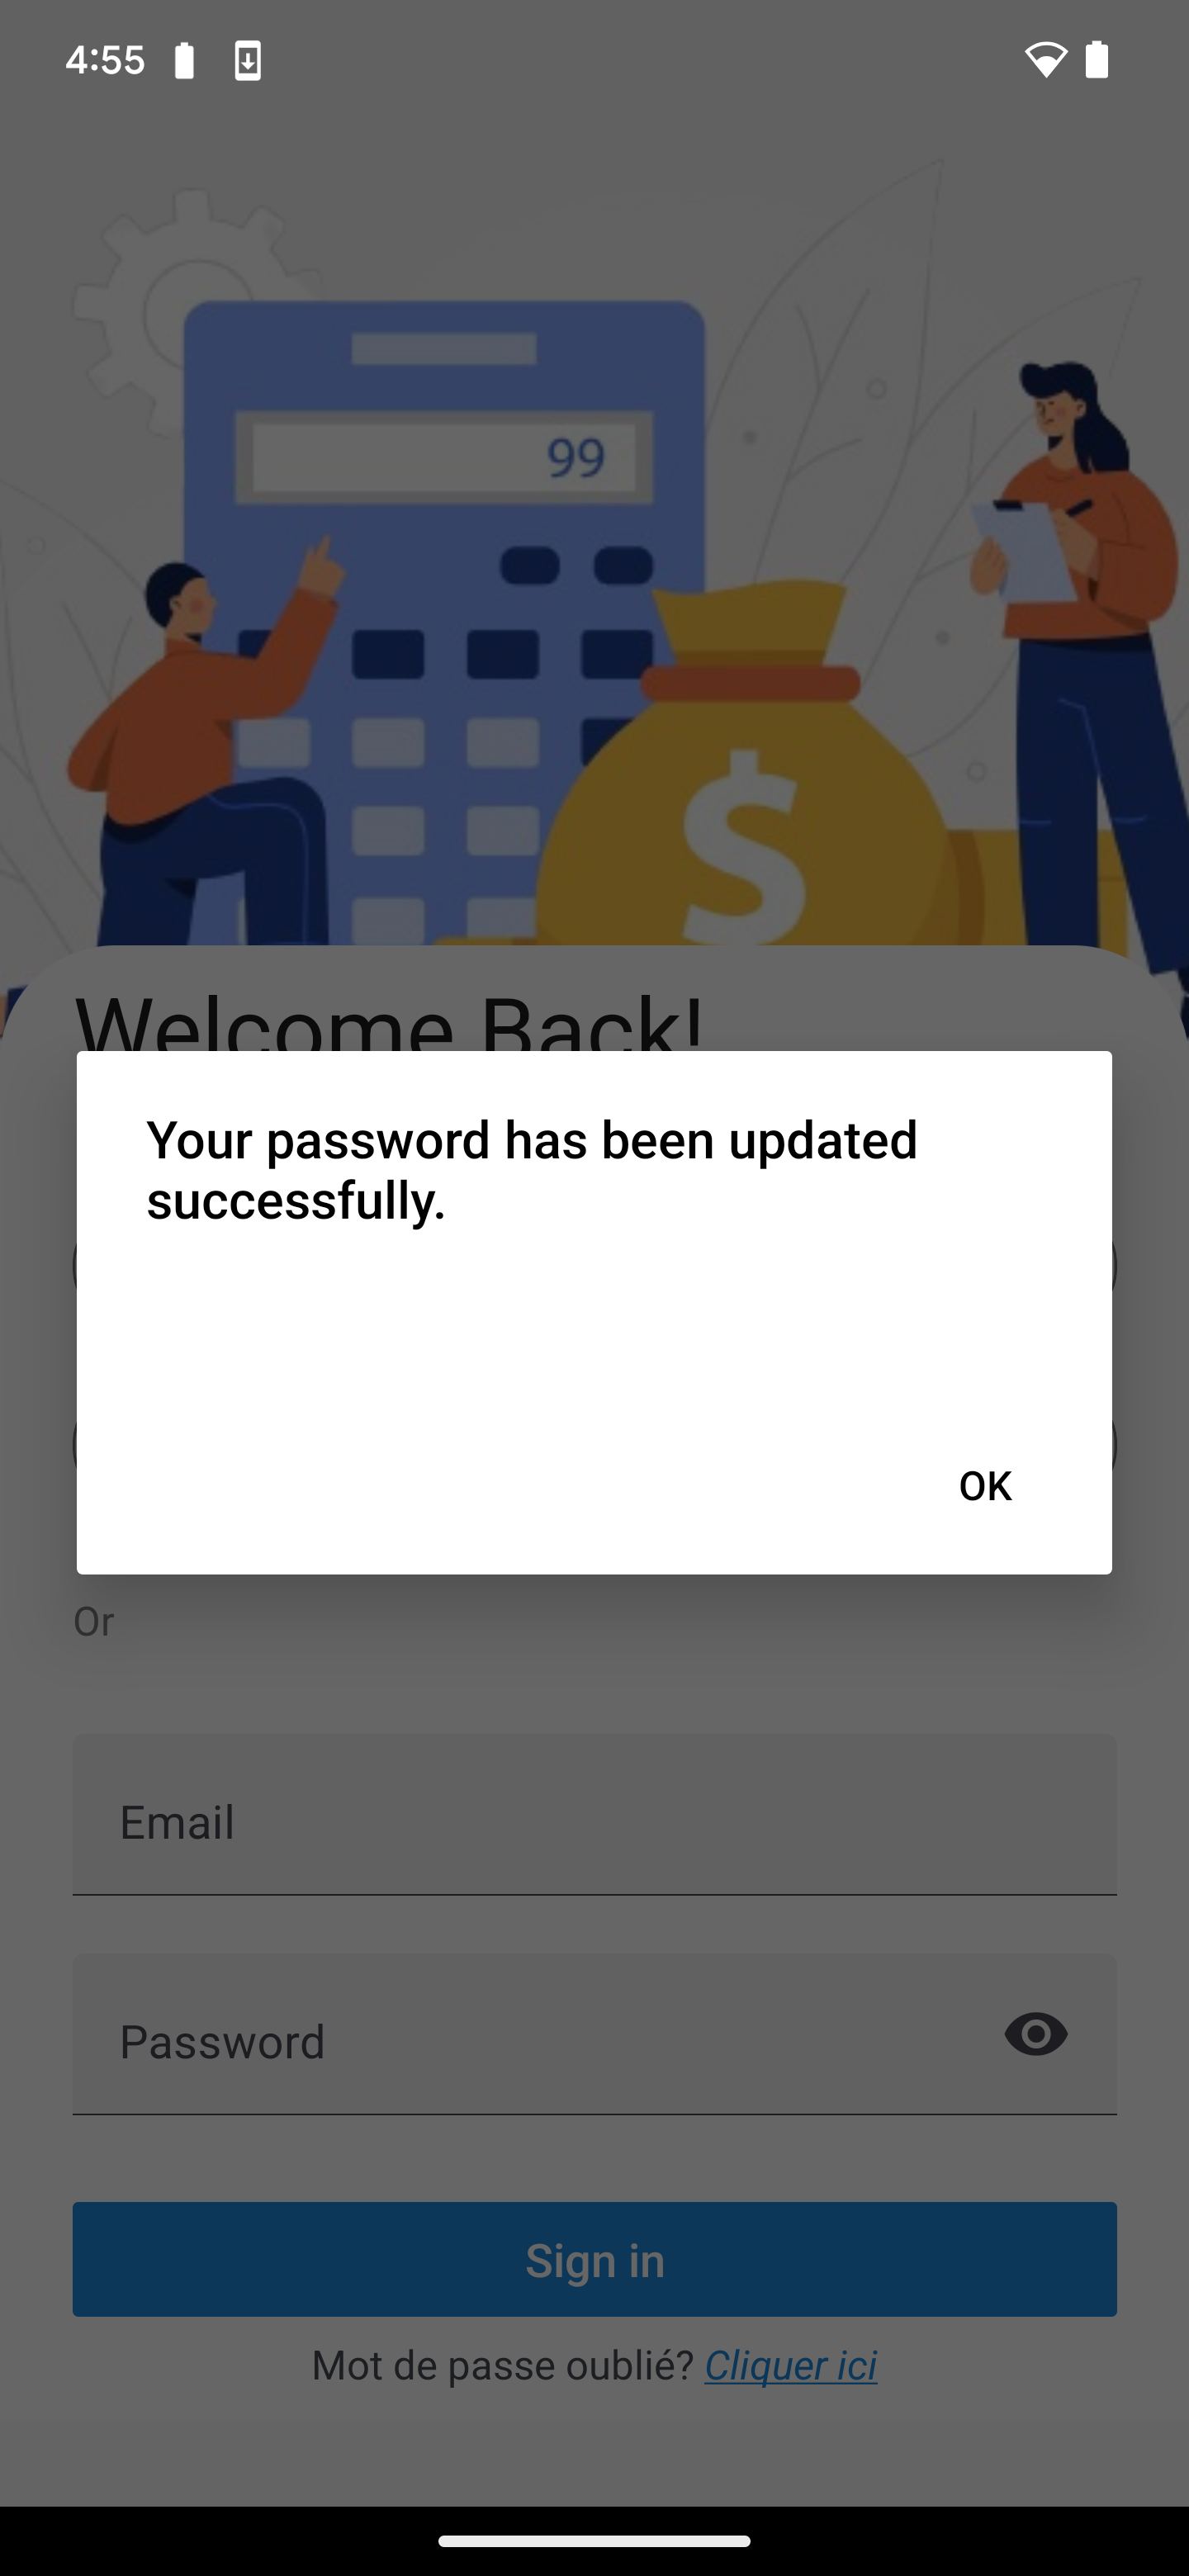 4:55
99
$
Welcome Back!
Your password has been updated
successfully.
OK
Or
Email
Password
Sign in
Mot de passe oublié? Cliquer ici